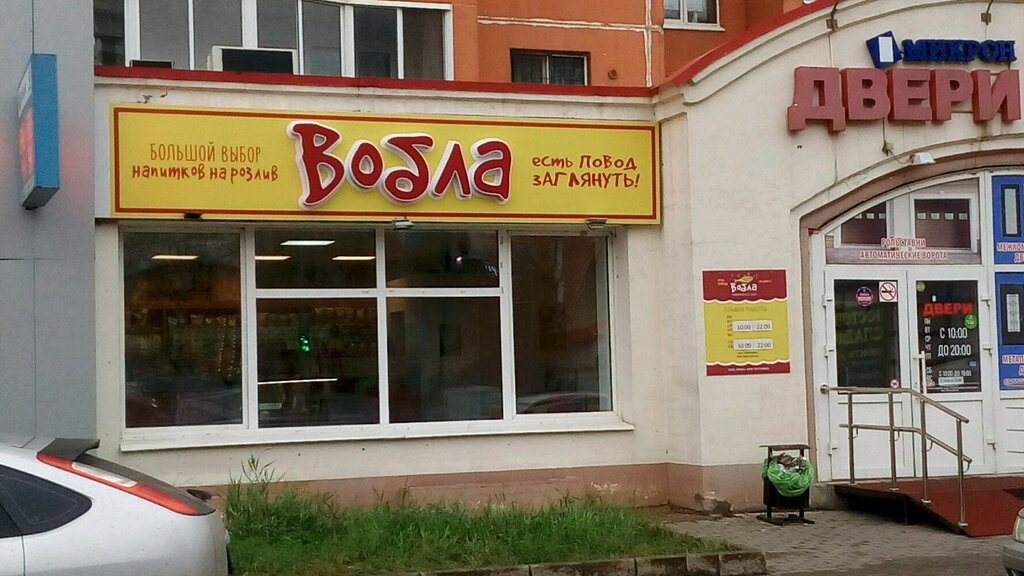 БОЛЬШОЙ ВЫБОР
НАПИТКОВ НА РОЗЛИВ
Вобла
ЕСТЬ ПОВОД
ЗАГЛЯНУТЬ!
МИКРОН
ДВЕРИ
РОЛЬСТАВНИ
АВТОМАТИЧЕСКИЕ ВОРОТА
Вобла
10:00 22:00
10:00 22:00
ДВЕРИ
С 10:00
ДО 20:00